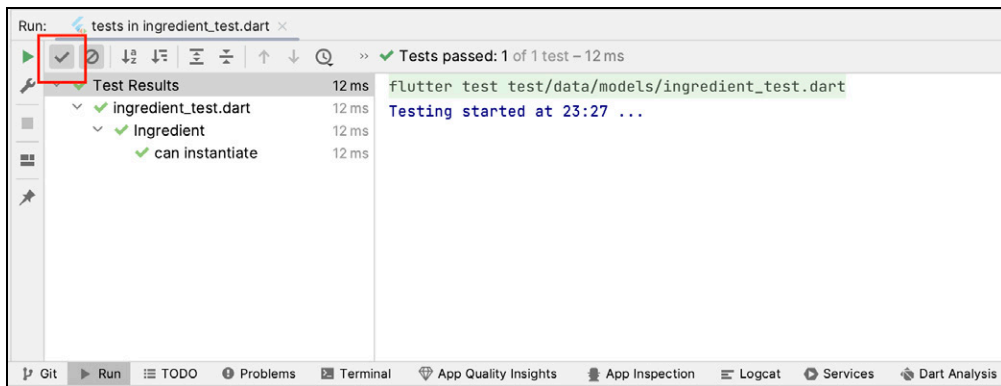 Run: tests in ingredient_test.dart
Tests passed: 1 of 1 test – 12 ms
Test Results 12 ms
ingredient_test.dart 12 ms
Ingredient 12 ms
can instantiate 12 ms
flutter test test/data/models/ingredient_test.dart
Testing started at 23:27 ...
Git Run TODO Problems Terminal App Quality Insights App Inspection Logcat Services Dart Analysis